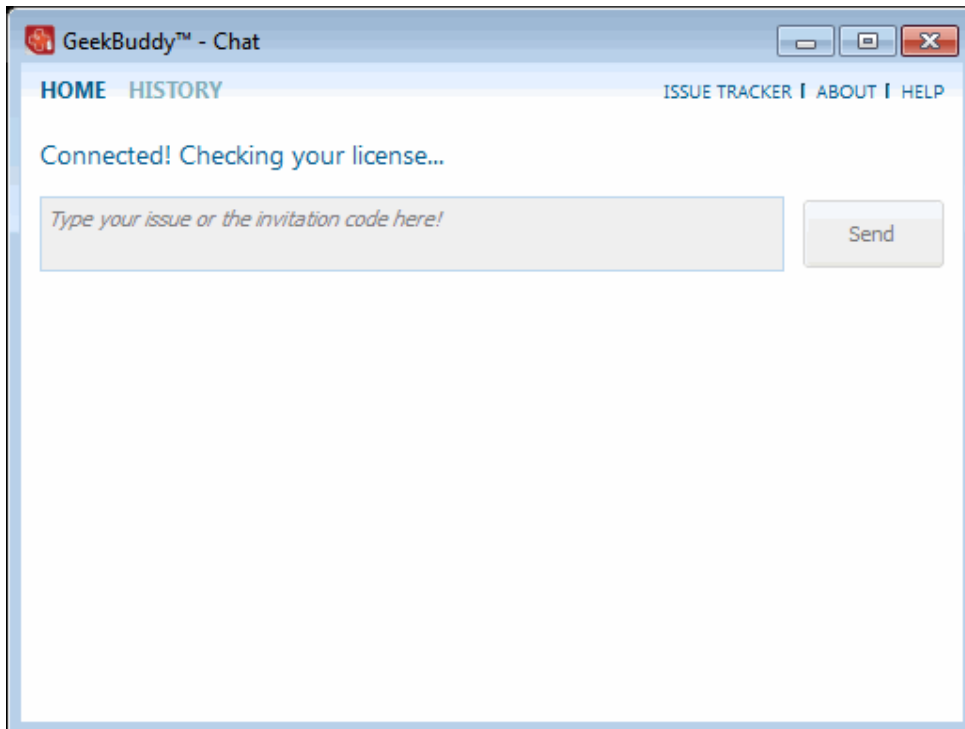 GeekBuddy™ - Chat
HOME HISTORY ISSUE TRACKER ABOUT HELP
Connected! Checking your license...
Type your issue or the invitation code here!
Send